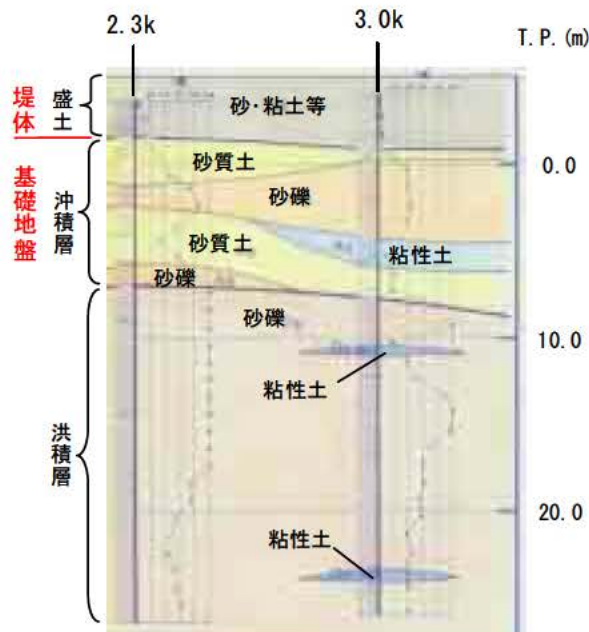 2.3k
3.0k
T.P.(m)
堤体
盛土
砂・粘土等
砂質土
0.0
基礎地盤
沖積層
砂礫
砂質土
粘性土
砂礫
砂礫
10.0
粘性土
洪積層
20.0
粘性土